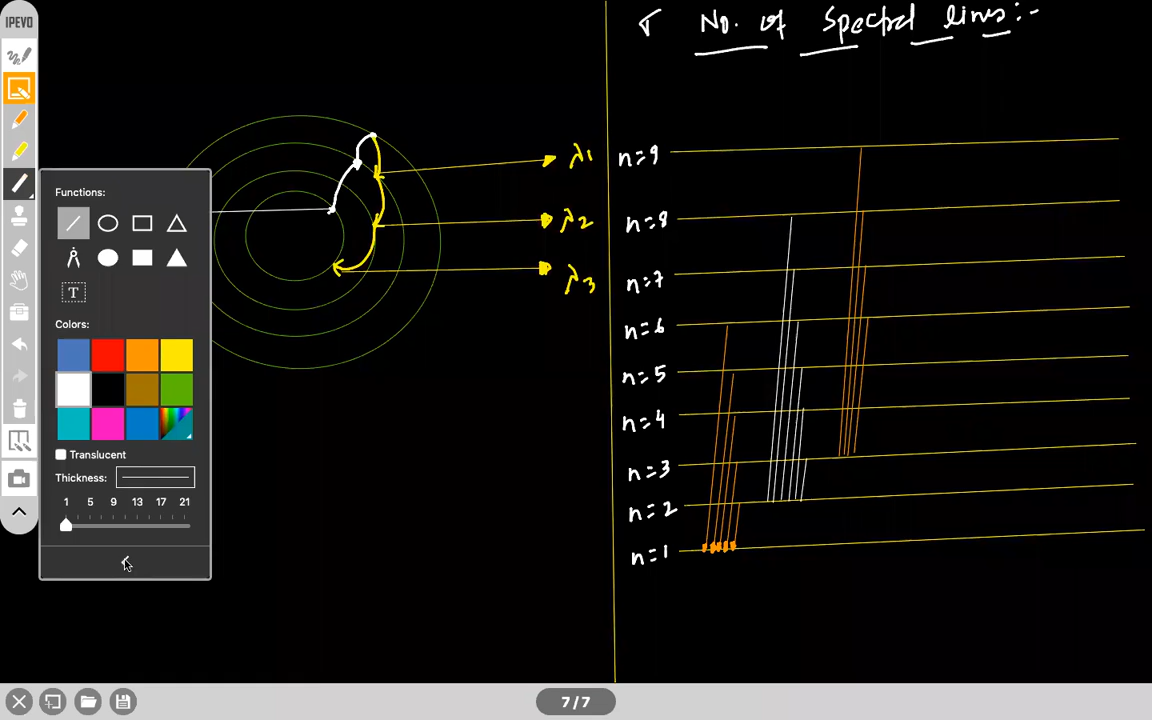 IPEVO
No. of Spectral lines:-
Functions:
T
Colors:
Translucent
Thickness:
1 5 9 13 17 21
λ1
λ2
λ3
n=9
n=8
n=7
n=6
n=5
n=4
n=3
n=2
n=1
7/7